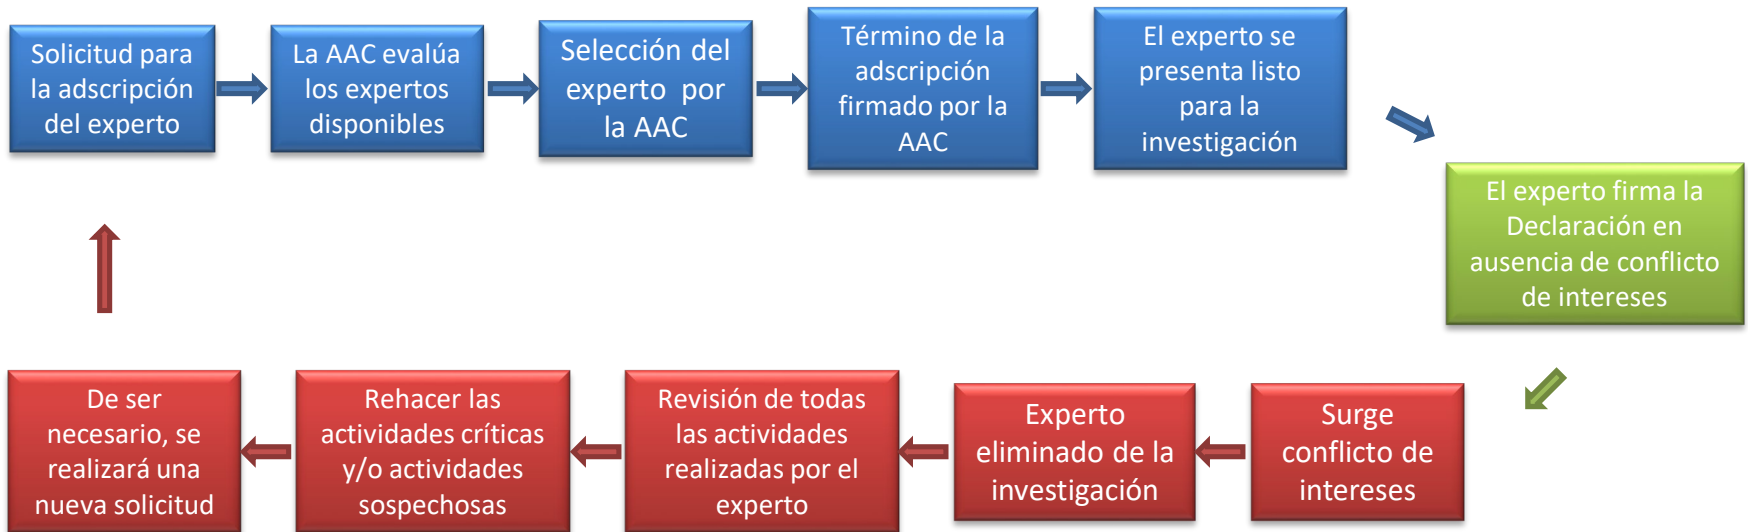 Solicitud para
la adscripción
del experto
La AAC evalúa
los expertos
disponibles
Selección del
experto por
la AAC
Término de la
adscripción
firmado por la
AAC
El experto se
presenta listo
para la
investigación
El experto firma la
Declaración en
ausencia de conflicto
de intereses
Surge
conflicto de
intereses
Experto
eliminado de la
investigación
Revisión de todas
las actividades
realizadas por el
experto
Rehacer las
actividades críticas
y/o actividades
sospechosas
De ser
necesario, se
realizará una
nueva solicitud